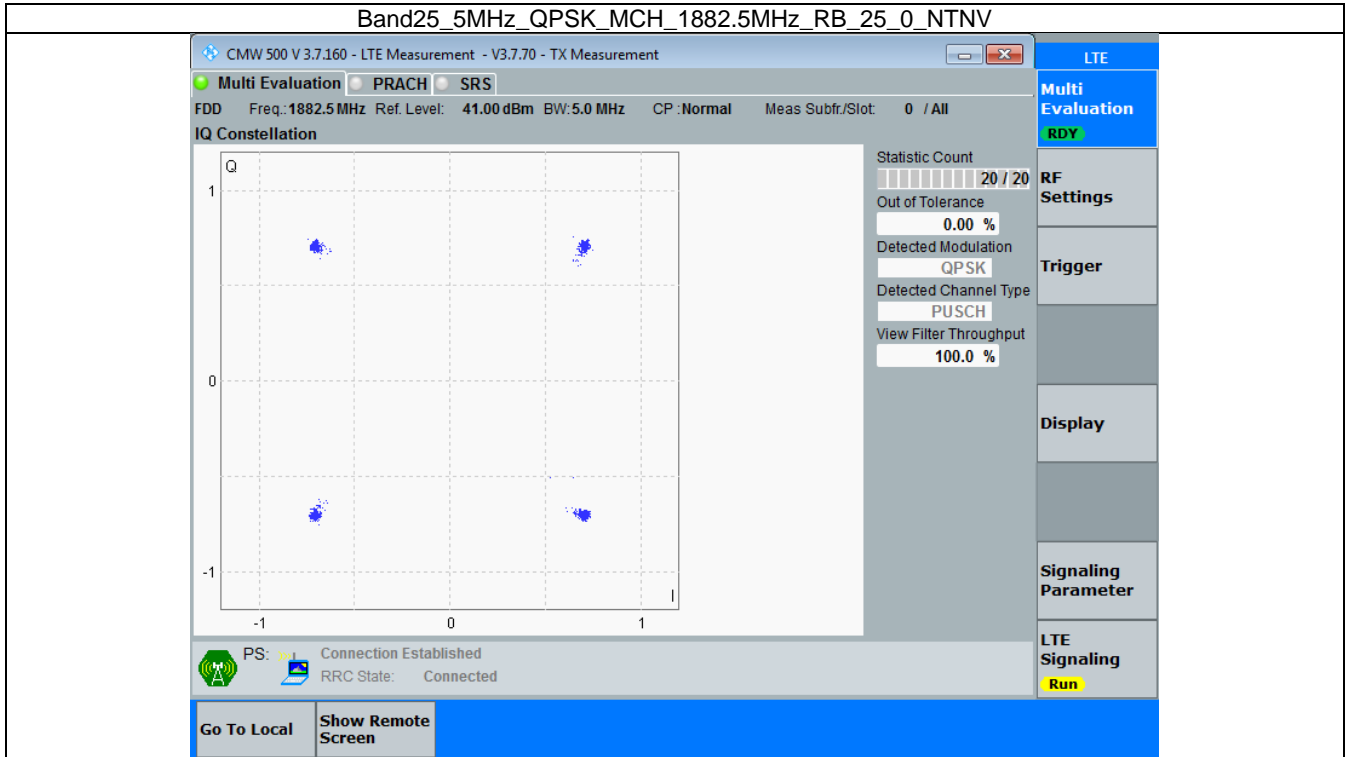 Band25_5MHz_QPSK_MCH_1882.5MHz_RB_25_0_NTNV
CMW 500 V 3.7.160 - LTE Measurement - V3.7.70 - TX Measurement
LTE
Multi Evaluation PRACH SRS
FDD Freq.: 1882.5 MHz Ref. Level: 41.00 dBm BW: 5.0 MHz CP : Normal Meas Subfr./Slot: 0 / All
IQ Constellation
Q
1
0
-1
I
-1 0 1
Statistic Count
20 / 20
Out of Tolerance
0.00 %
Detected Modulation
QPSK
Detected Channel Type
PUSCH
View Filter Throughput
100.0 %
Multi
Evaluation
RDY
RF
Settings
Trigger
Display
Signaling
Parameter
LTE
Signaling
Run
PS: Connection Established
RRC State: Connected
Go To Local
Show Remote
Screen